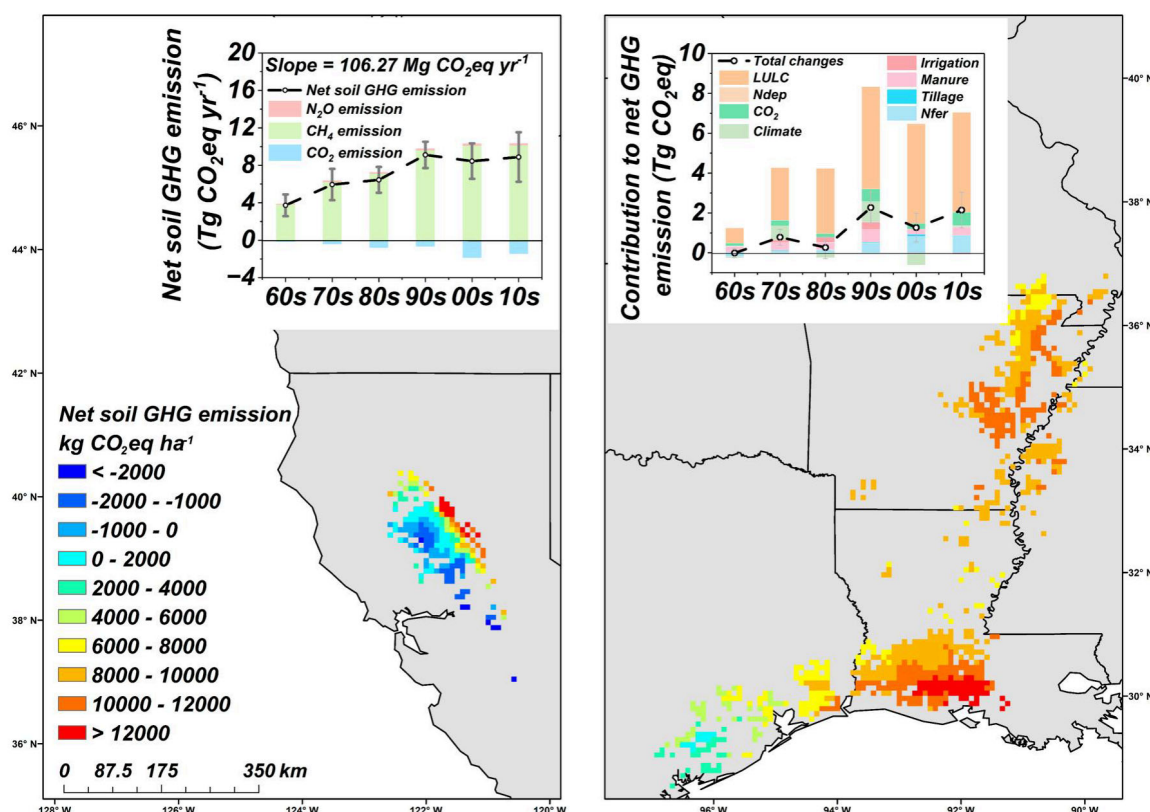 Net soil GHG emission
(Tg CO₂eq yr⁻¹)
20
16
12
8
4
0
−4
Slope = 106.27 Mg CO₂eq yr⁻¹
Net soil GHG emission
N₂O emission
CH₄ emission
CO₂ emission
60s 70s 80s 90s 00s 10s
46° N
44° N
42° N
40° N
38° N
36° N
Net soil GHG emission
kg CO₂eq ha⁻¹
< -2000
-2000 - -1000
-1000 - 0
0 - 2000
2000 - 4000
4000 - 6000
6000 - 8000
8000 - 10000
10000 - 12000
> 12000
0 87.5 175 350 km
128° W 126° W 124° W 122° W 120° W
Contribution to net GHG
emission (Tg CO₂eq)
10
8
6
4
2
0
Total changes
LULC
Ndep
CO₂
Climate
Irrigation
Manure
Tillage
Nfer
60s 70s 80s 90s 00s 10s
40° N
38° N
36° N
34° N
32° N
30° N
96° W 94° W 92° W 90° W